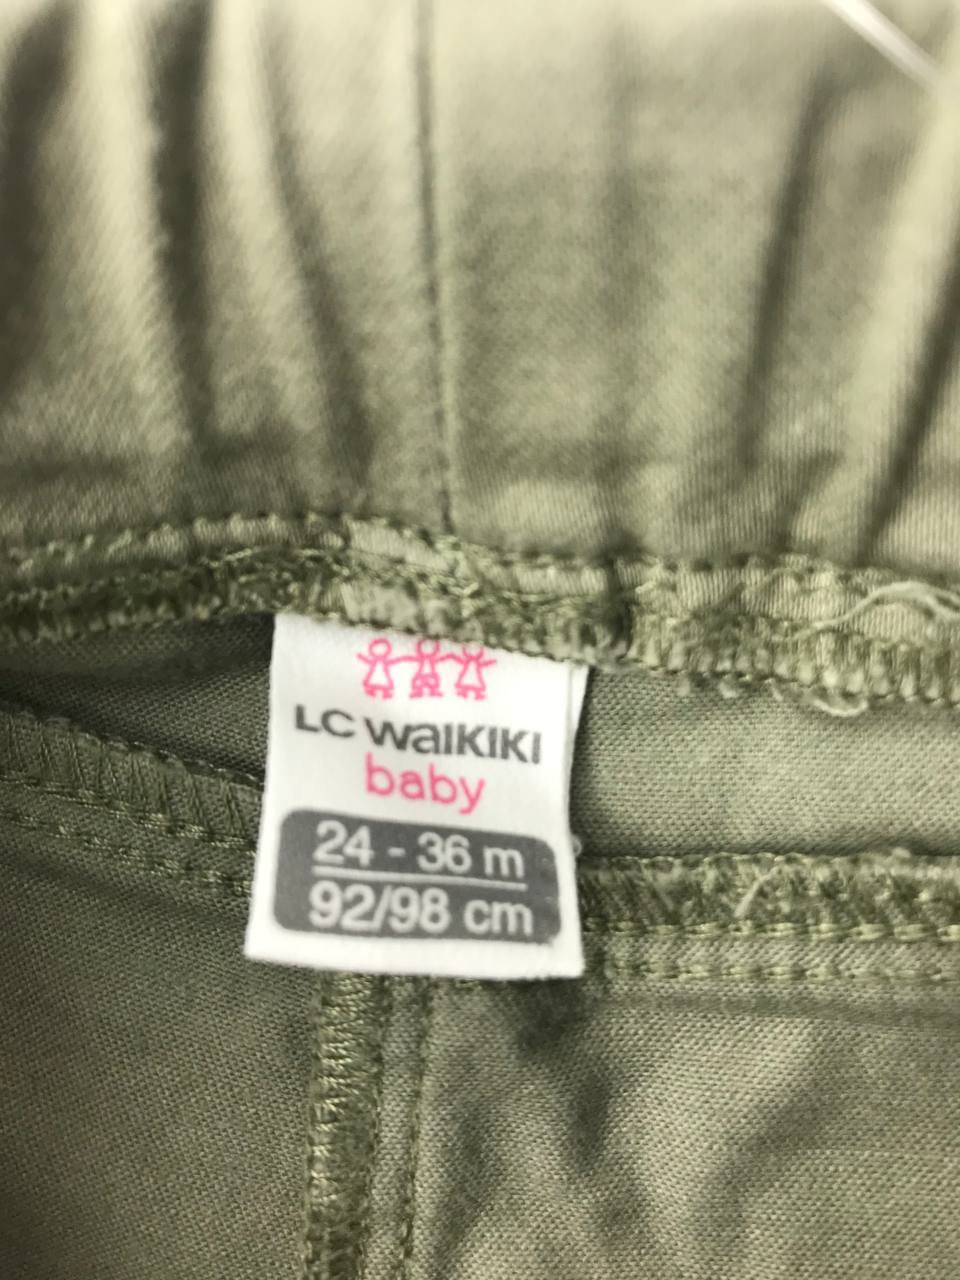 LC WAIKIKI
baby
24 - 36 m
92/98 cm